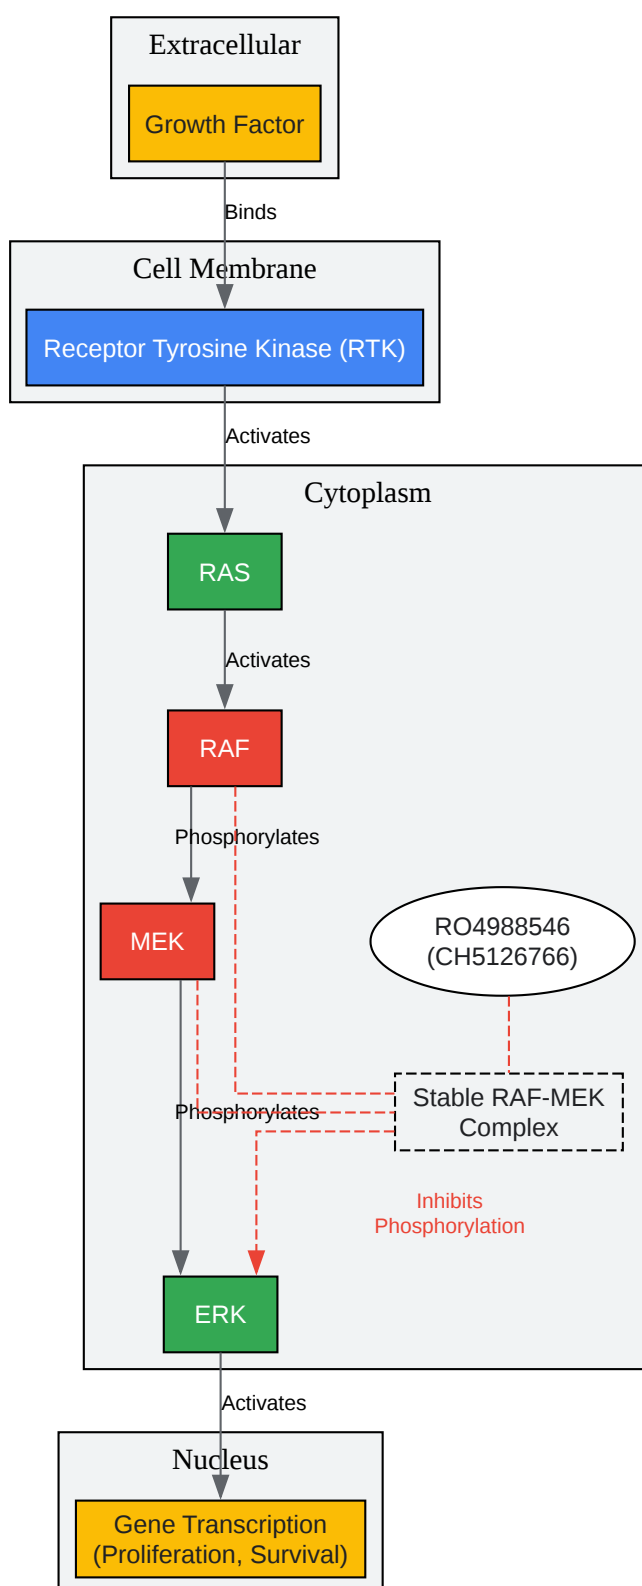 Extracellular
Growth Factor
Binds
Cell Membrane
Receptor Tyrosine Kinase (RTK)
Activates
Cytoplasm
RAS
Activates
RAF
Phosphorylates
MEK
RO4988546
(CH5126766)
Stable RAF-MEK
Complex
Phosphorylates
Inhibits
Phosphorylation
ERK
Activates
Nucleus
Gene Transcription
(Proliferation, Survival)